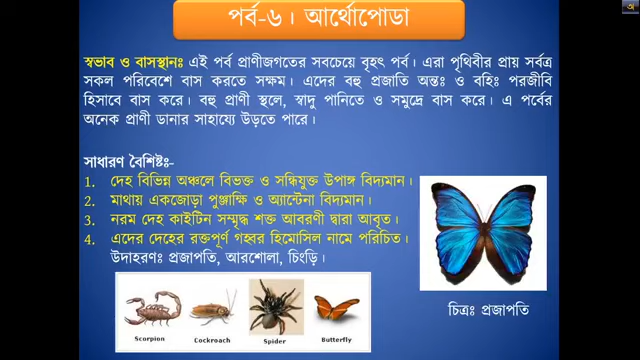 পর্ব-৬। আর্থোপোডা
স্বভাব ও বাসস্থানঃ এই পর্ব প্রাণীজগতের সবচেয়ে বৃহৎ পর্ব। এরা পৃথিবীর প্রায় সর্বত্র
সকল পরিবেশে বাস করতে সক্ষম। এদের বহু প্রজাতি অন্তঃ ও বহিঃ পরজীবি
হিসাবে বাস করে। বহু প্রাণী স্থলে, স্বাদু পানিতে ও সমুদ্রে বাস করে। এ পর্বের
অনেক প্রাণী ডানার সাহায্যে উড়তে পারে।
সাধারণ বৈশিষ্টঃ-
1. দেহ বিভিন্ন অঞ্চলে বিভক্ত ও সন্ধিযুক্ত উপাঙ্গ বিদ্যমান।
2. মাথায় একজোড়া পুঞ্জাক্ষি ও অ্যান্টেনা বিদ্যমান।
3. নরম দেহ কাইটিন সম্মৃদ্ধ শক্ত আবরণী দ্বারা আবৃত।
4. এদের দেহের রক্তপূর্ণ গহ্বর হিমোসিল নামে পরিচিত।
উদাহরণঃ প্রজাপতি, আরশোলা, চিংড়ি।
চিত্রঃ প্রজাপতি
Scorpion Cockroach Spider Butterfly